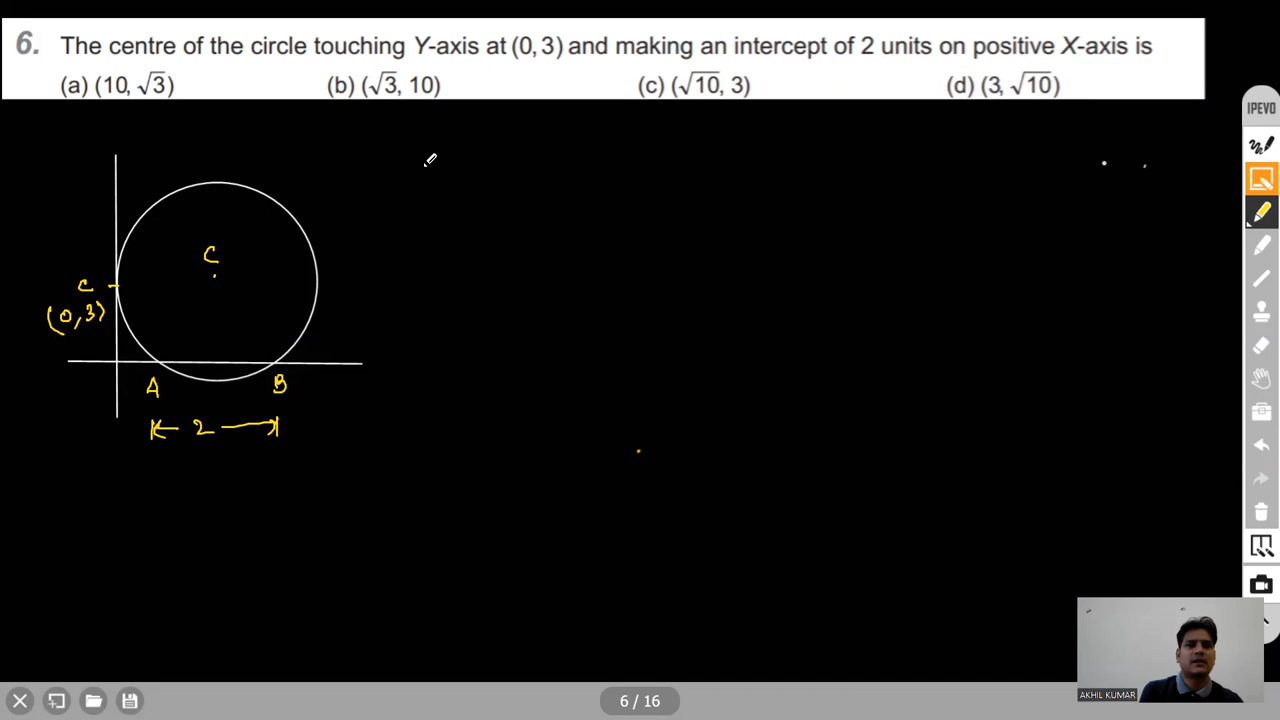 6. The centre of the circle touching Y-axis at (0, 3) and making an intercept of 2 units on positive X-axis is
(a) (10, √3) (b) (√3, 10) (c) (√10, 3) (d) (3, √10)
IPEVO
C
C
(0, 3)
A B
2
AKHIL KUMAR
6 / 16